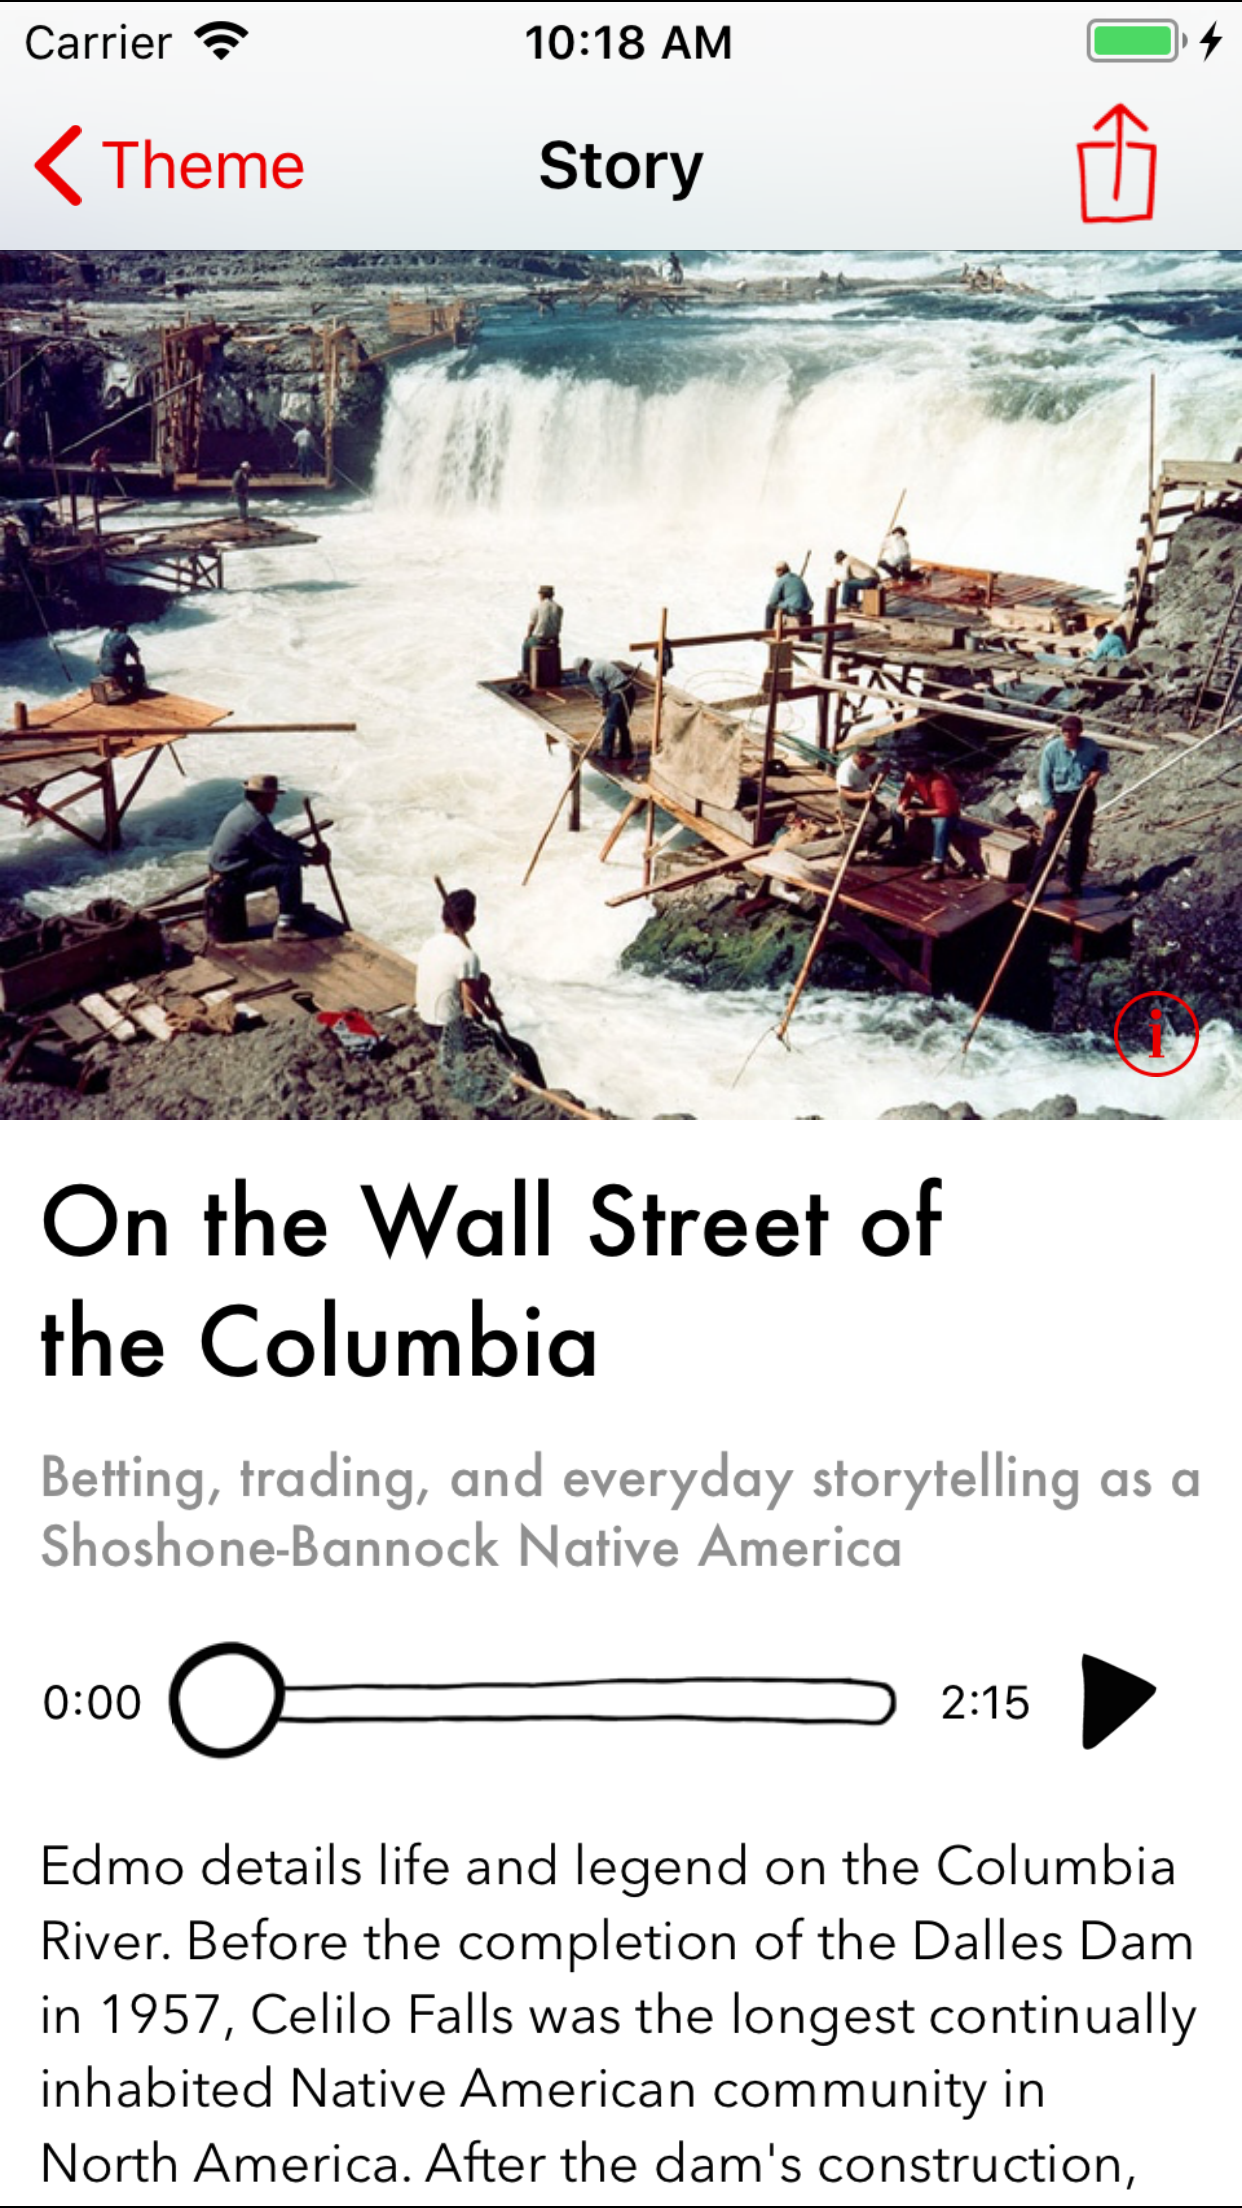 Carrier 10:18 AM
Theme Story
i
On the Wall Street of
the Columbia
Betting, trading, and everyday storytelling as a
Shoshone-Bannock Native America
0:00 2:15
Edmo details life and legend on the Columbia
River. Before the completion of the Dalles Dam
in 1957, Celilo Falls was the longest continually
inhabited Native American community in
North America. After the dam's construction,